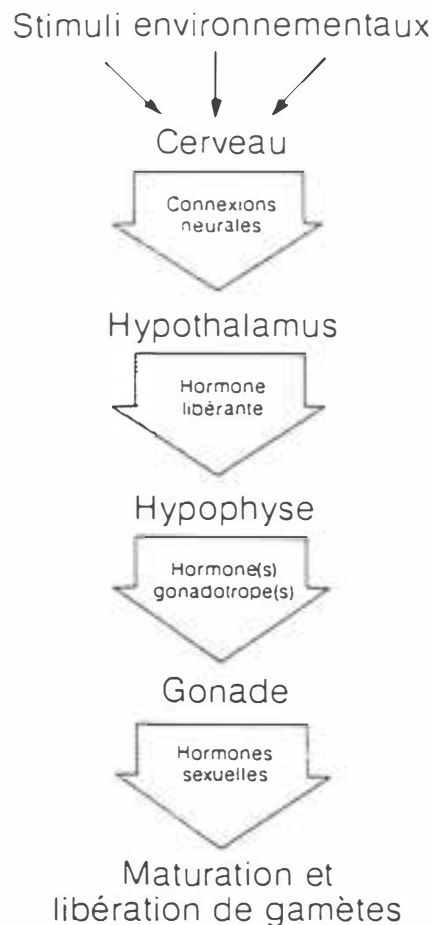 Stimuli environnementaux
Cerveau
Connexions
neurales
Hypothalamus
Hormone
libérante
Hypophyse
Hormone(s)
gonadotrope(s)
Gonade
Hormones
sexuelles
Maturation et
libération de gamètes